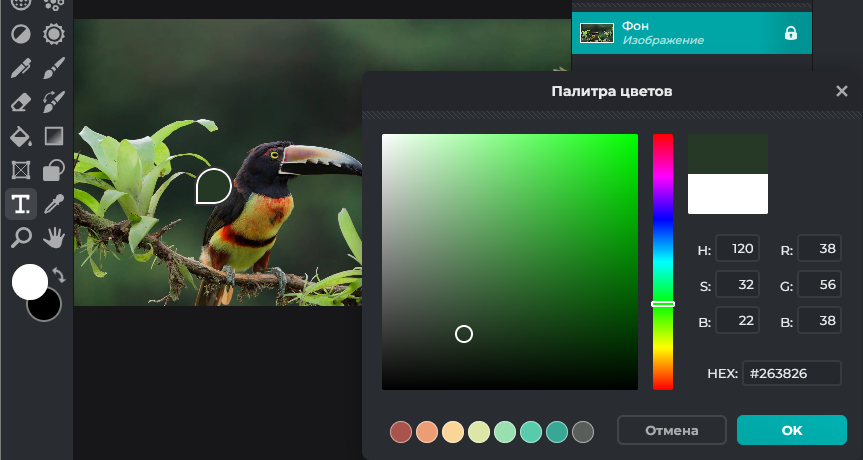 Фон
Изображение
Палитра цветов
H: 120 R: 38
S: 32 G: 56
B: 22 B: 38
HEX: #263826
Отмена OK